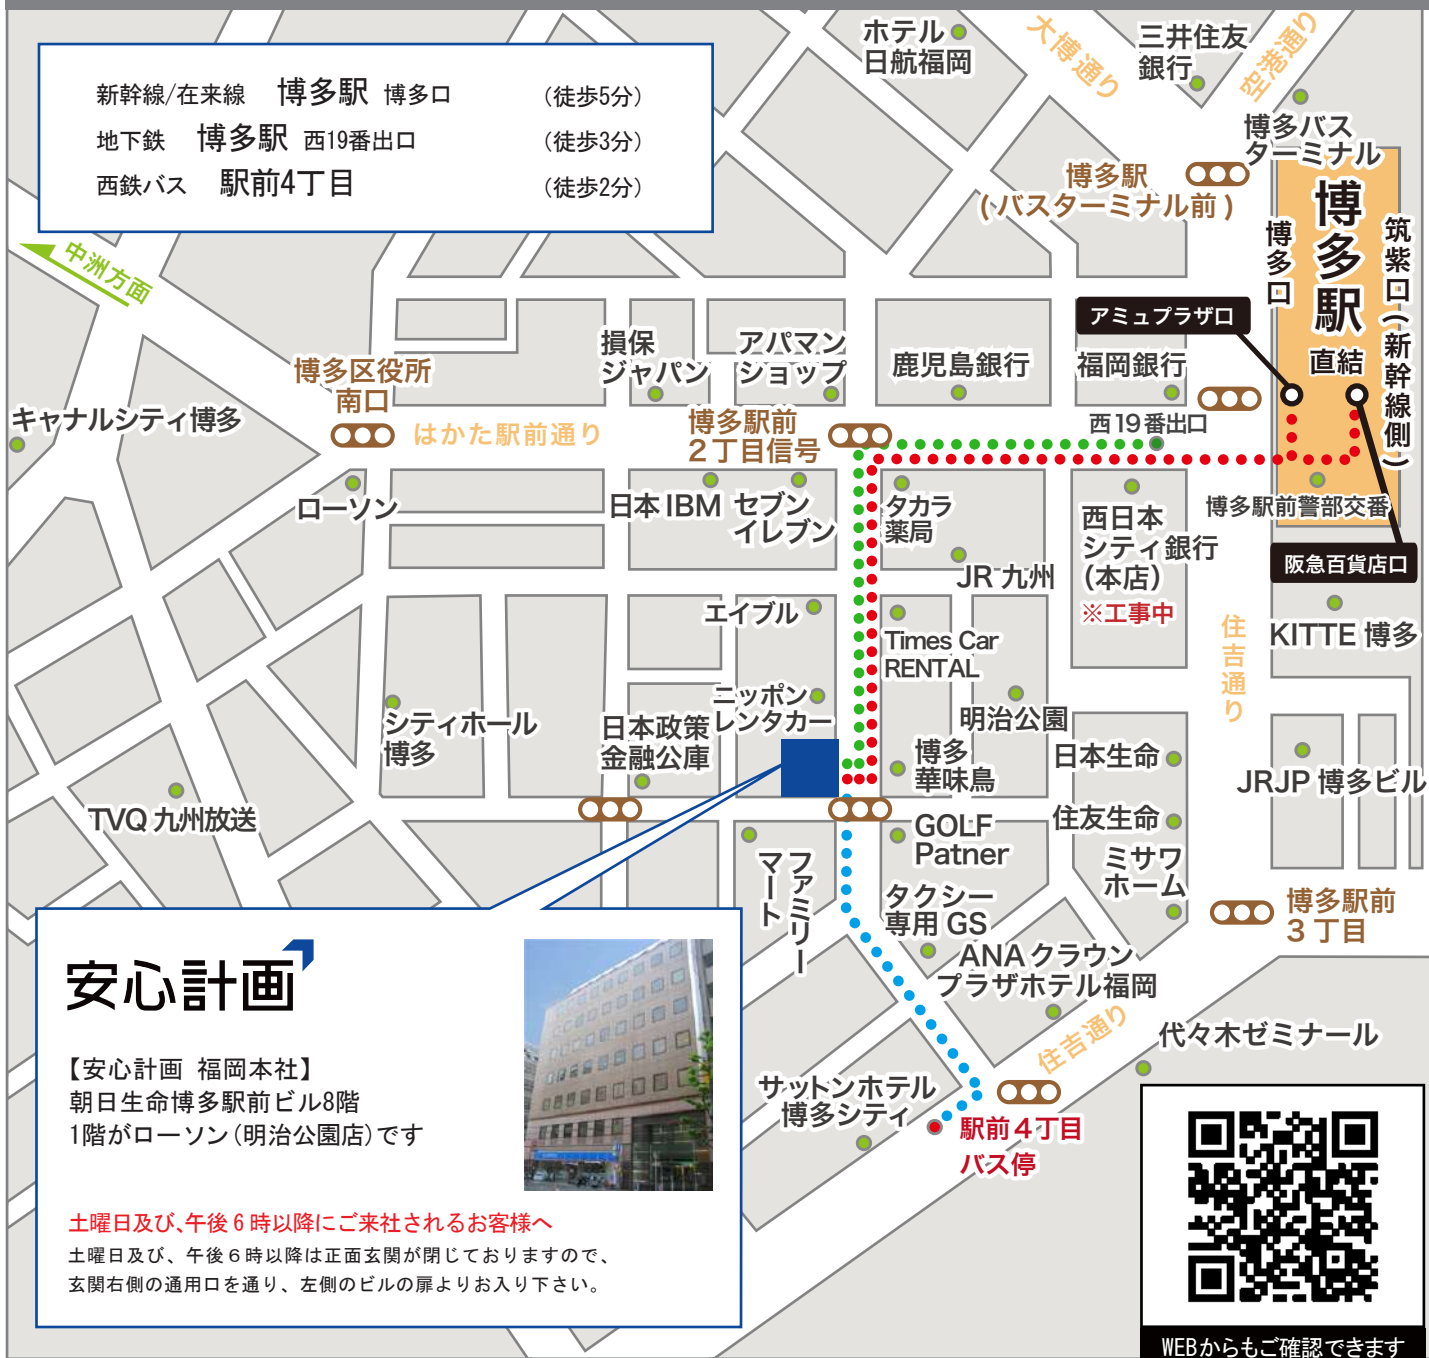 新幹線/在来線 博多駅 博多口 (徒歩5分)
地下鉄 博多駅 西19番出口 (徒歩3分)
西鉄バス 駅前4丁目 (徒歩2分)
ホテル
日航福岡
大博通り
三井住友
銀行
空港通り
博多バス
ターミナル
博多駅
(バスターミナル前)
中洲方面
博多駅
博多口
筑紫口(新幹線側)
直結
アミュプラザ口
損保
ジャパン
アパマン
ショップ
鹿児島銀行
福岡銀行
博多区役所
南口
キャナルシティ博多
はかた駅前通り
博多駅前
2丁目信号
西19番出口
ローソン
日本IBM
セブン
イレブン
タカラ
薬局
西日本
シティ銀行
(本店)
※工事中
博多駅前警部交番
阪急百貨店口
JR九州
エイブル
Times Car
RENTAL
住吉通り
KITTE 博多
シティホール
博多
日本政策
金融公庫
ニッポン
レンタカー
明治公園
博多
華味鳥
日本生命
JRJP 博多ビル
TVQ九州放送
住友生命
GOLF
Patner
ファミリー
マート
ミサワ
ホーム
タクシー
専用GS
博多駅前
3丁目
ANAクラウン
プラザホテル福岡
住吉通り
代々木ゼミナール
サットンホテル
博多シティ
駅前4丁目
バス停
安心計画
【安心計画 福岡本社】
朝日生命博多駅前ビル8階
1階がローソン(明治公園店)です
土曜日及び、午後6時以降にご来社されるお客様へ
土曜日及び、午後6時以降は正面玄関が閉じておりますので、
玄関右側の通用口を通り、左側のビルの扉よりお入り下さい。
WEBからもご確認できます